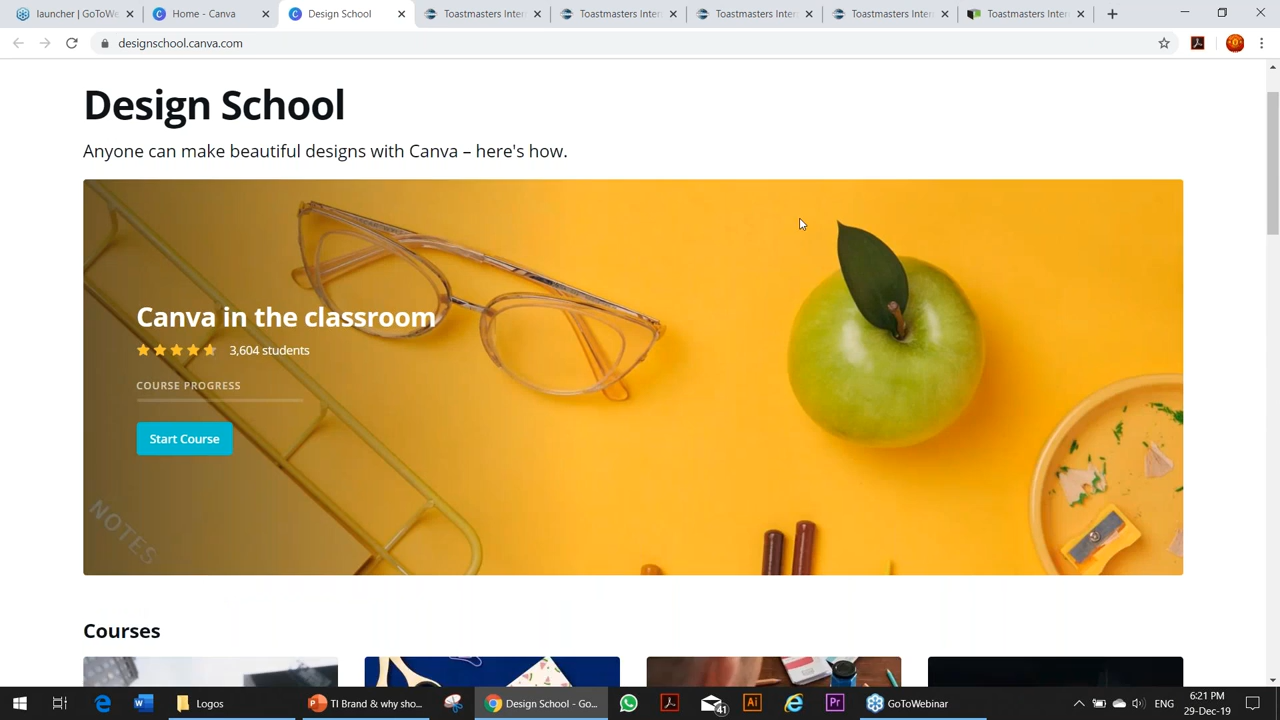 launcher | GoToWe
Home - Canva
Design School
Toastmasters Inter
Toastmasters Inter
Toastmasters Inter
Toastmasters Inter
Toastmasters Inter
designschool.canva.com
Design School
Anyone can make beautiful designs with Canva – here's how.
Canva in the classroom
3,604 students
COURSE PROGRESS
Start Course
NOTES
Courses
Logos
TI Brand & why sho...
Design School - Go...
41
GoToWebinar
ENG
6:21 PM
29-Dec-19